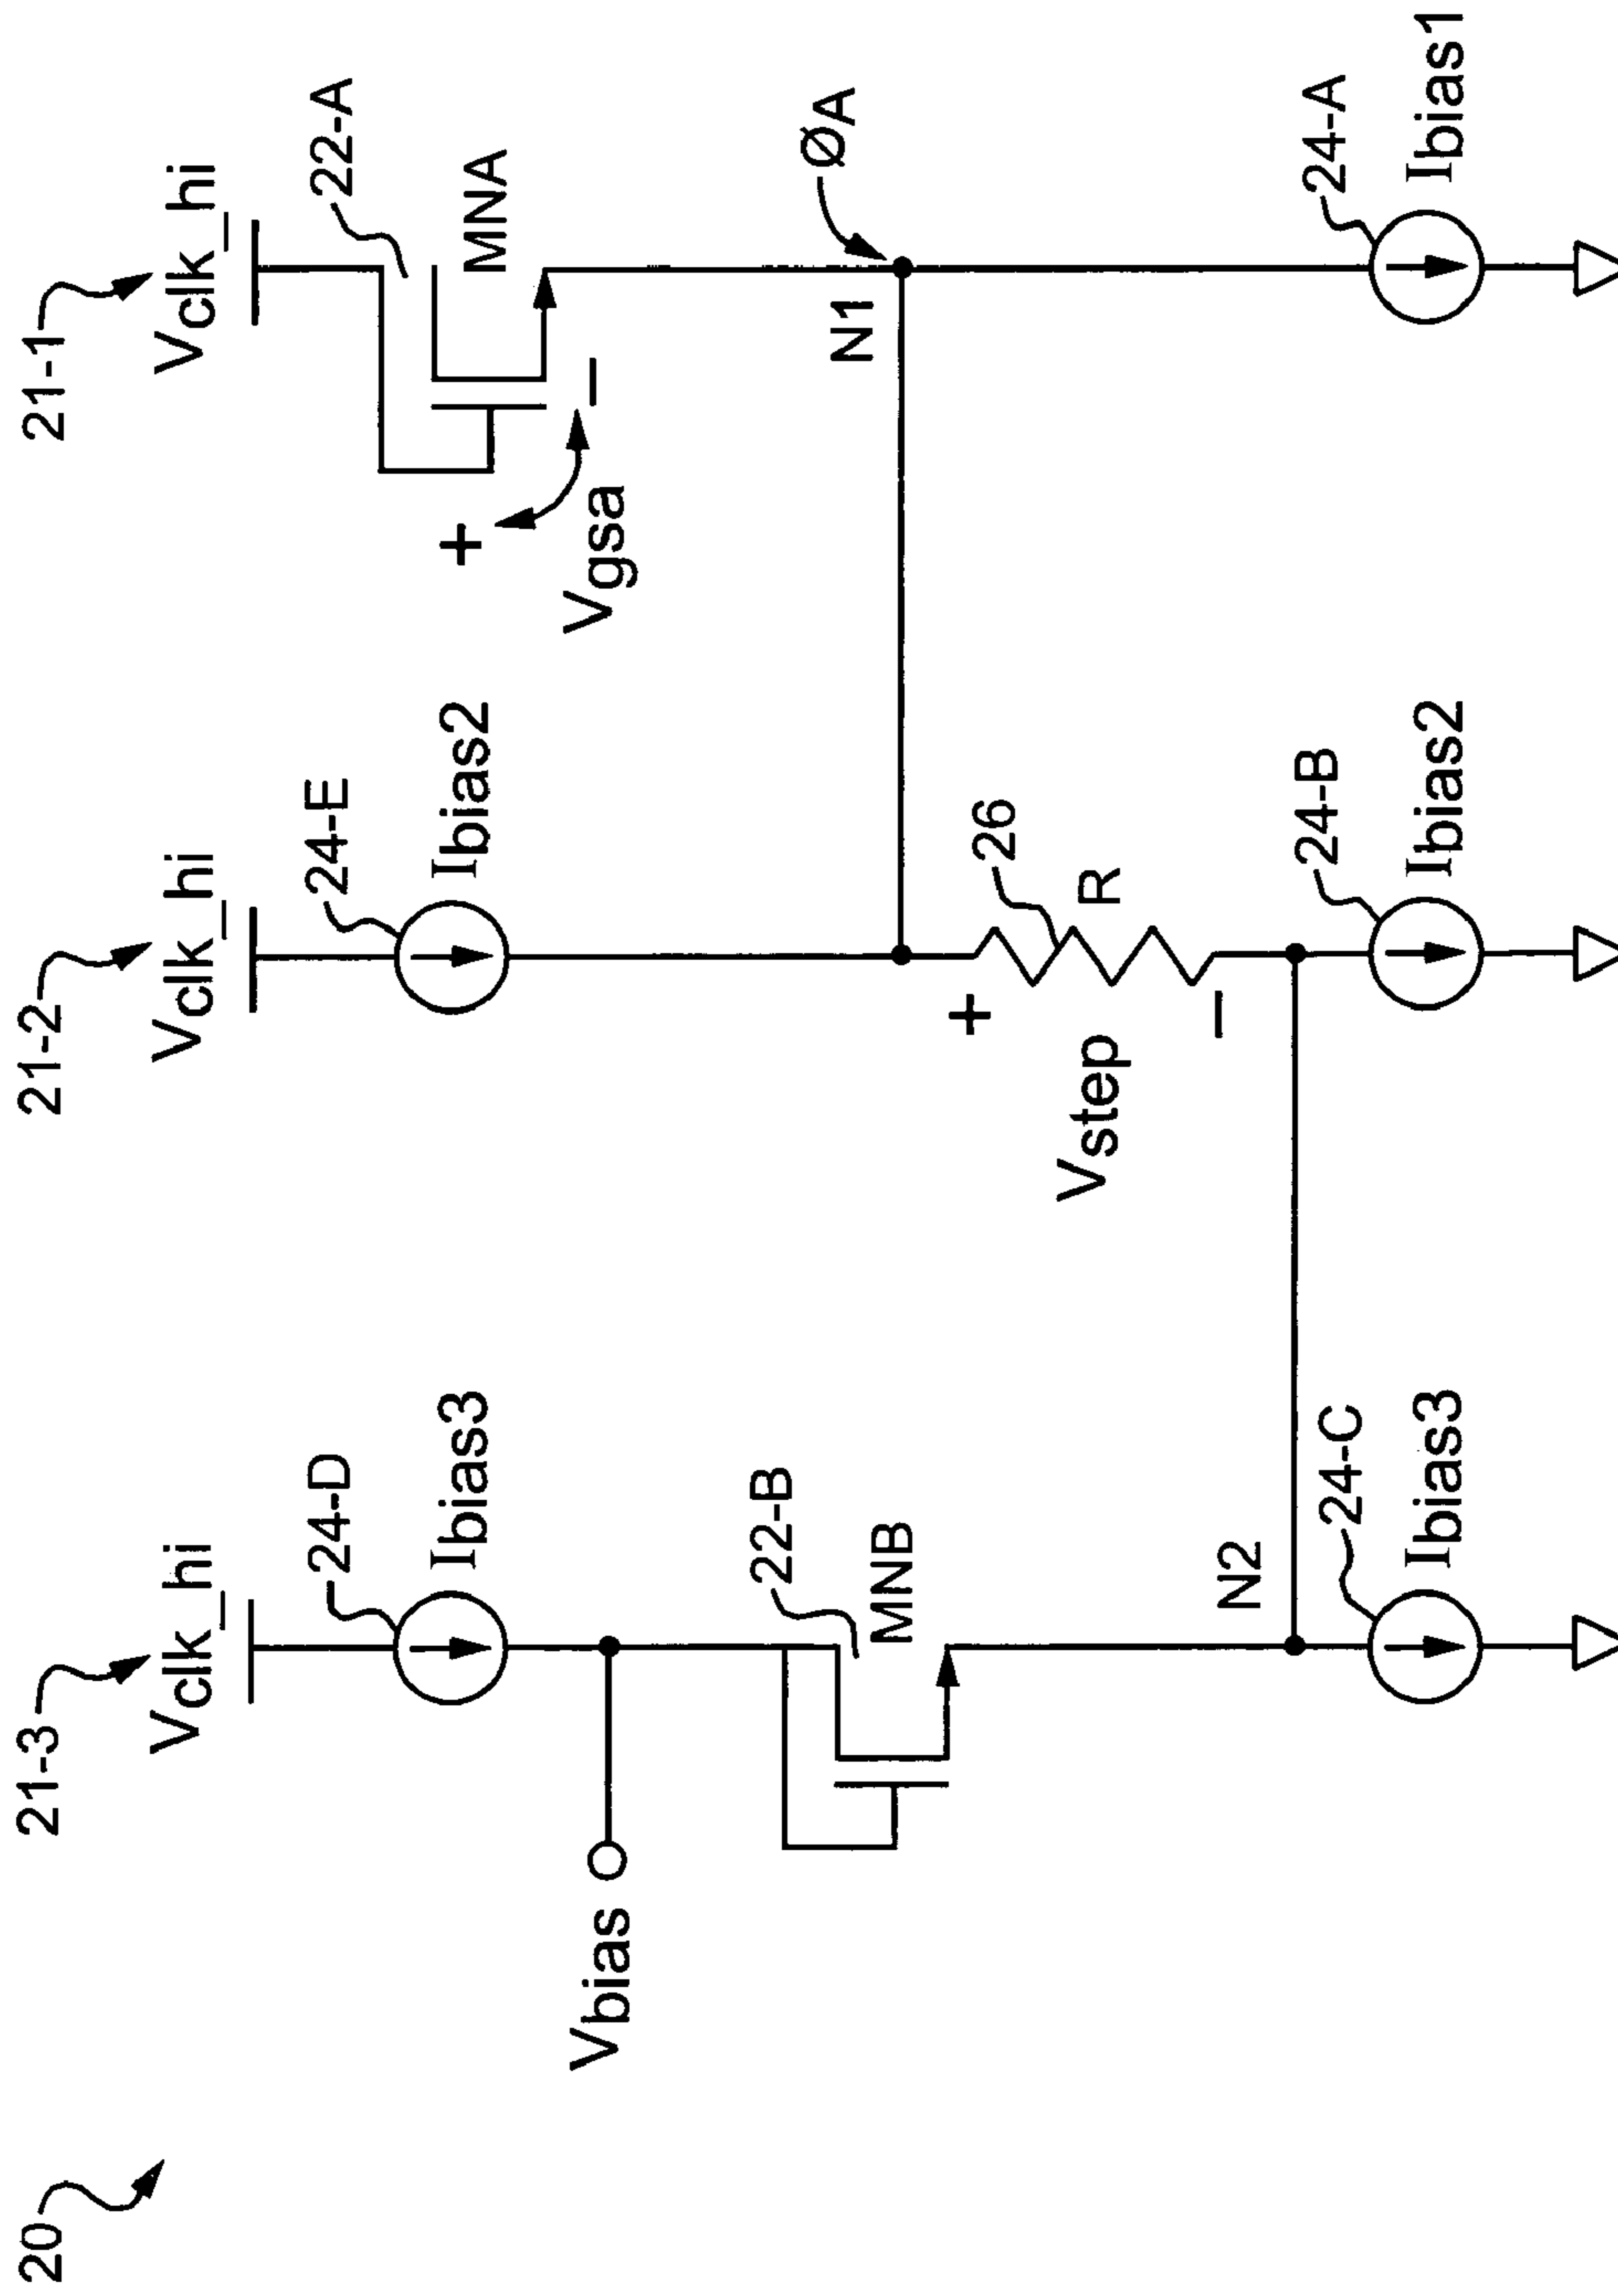 20
21-3
21-2
21-1
Vclk_hi
Vclk_hi
Vclk_hi
24-D
Ibias3
24-E
Ibias2
22-A
MNA
+
−
Vgsa
Vbias
22-B
MNB
N1
ØA
+
26
R
Vstep
−
N2
24-C
Ibias3
24-B
Ibias2
24-A
Ibias1